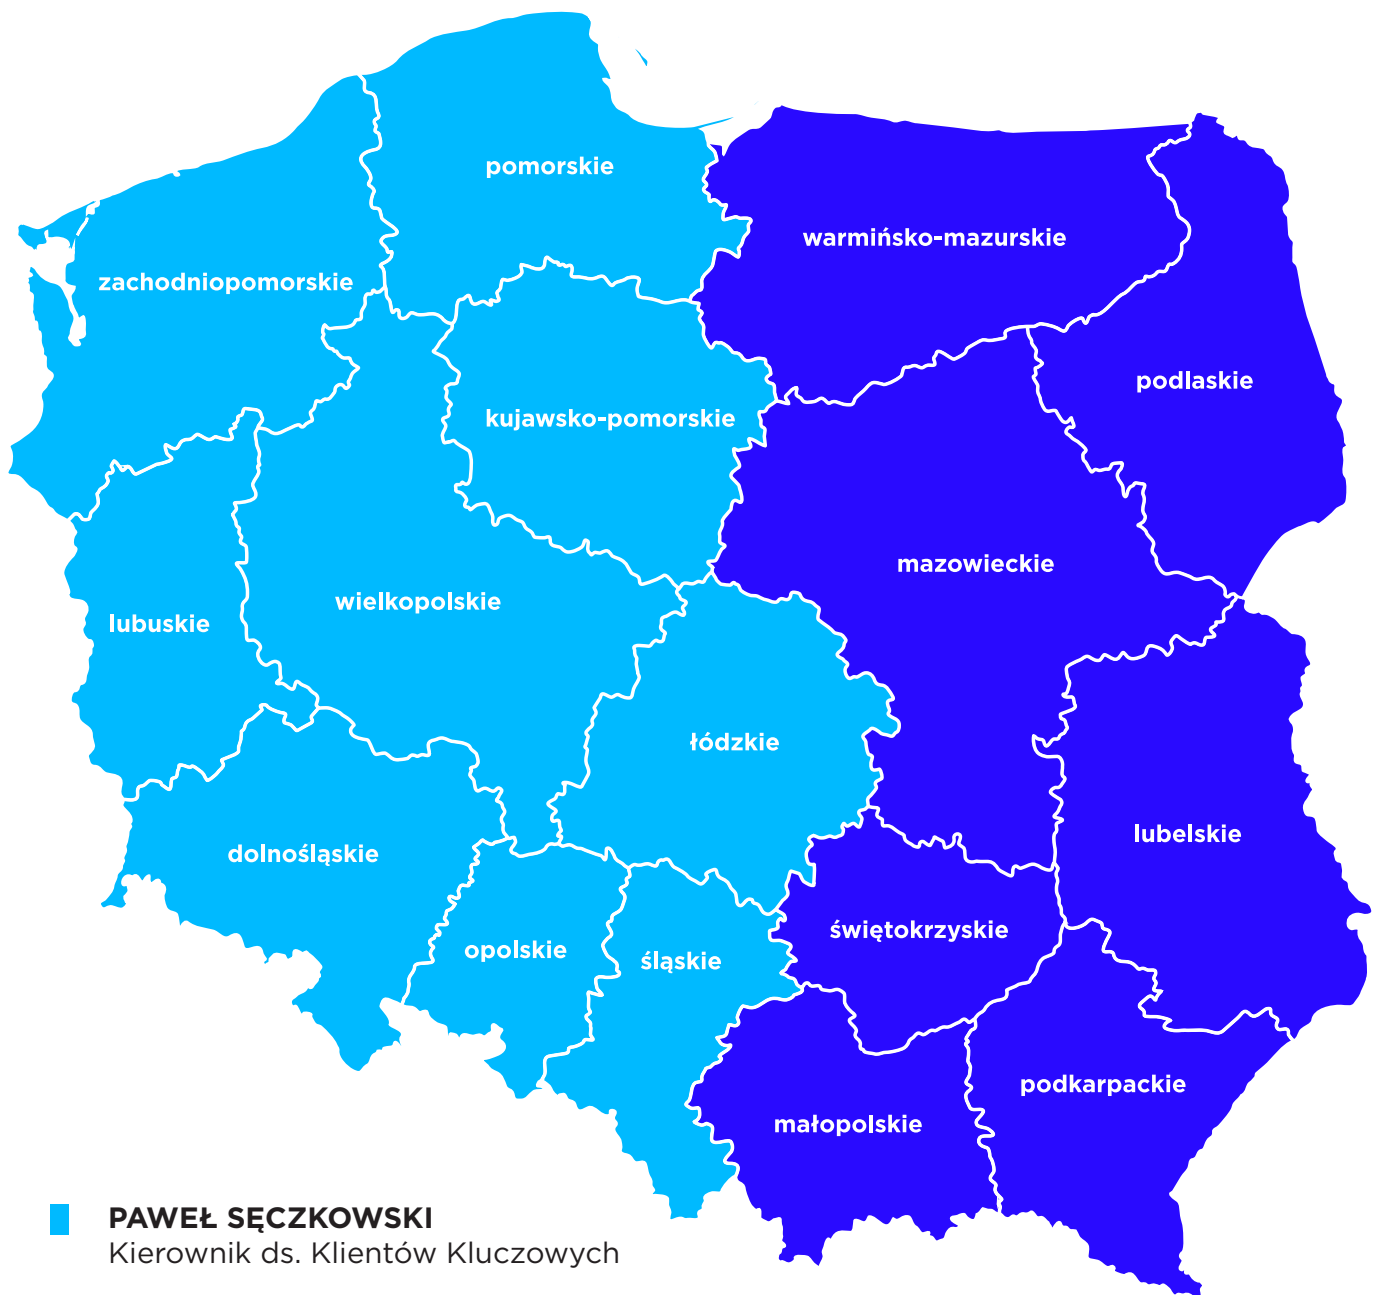 pomorskie
warmińsko-mazurskie
zachodniopomorskie
podlaskie
kujawsko-pomorskie
mazowieckie
wielkopolskie
lubuskie
łódzkie
lubelskie
dolnośląskie
świętokrzyskie
opolskie
śląskie
podkarpackie
małopolskie
PAWEŁ SĘCZKOWSKI
Kierownik ds. Klientów Kluczowych